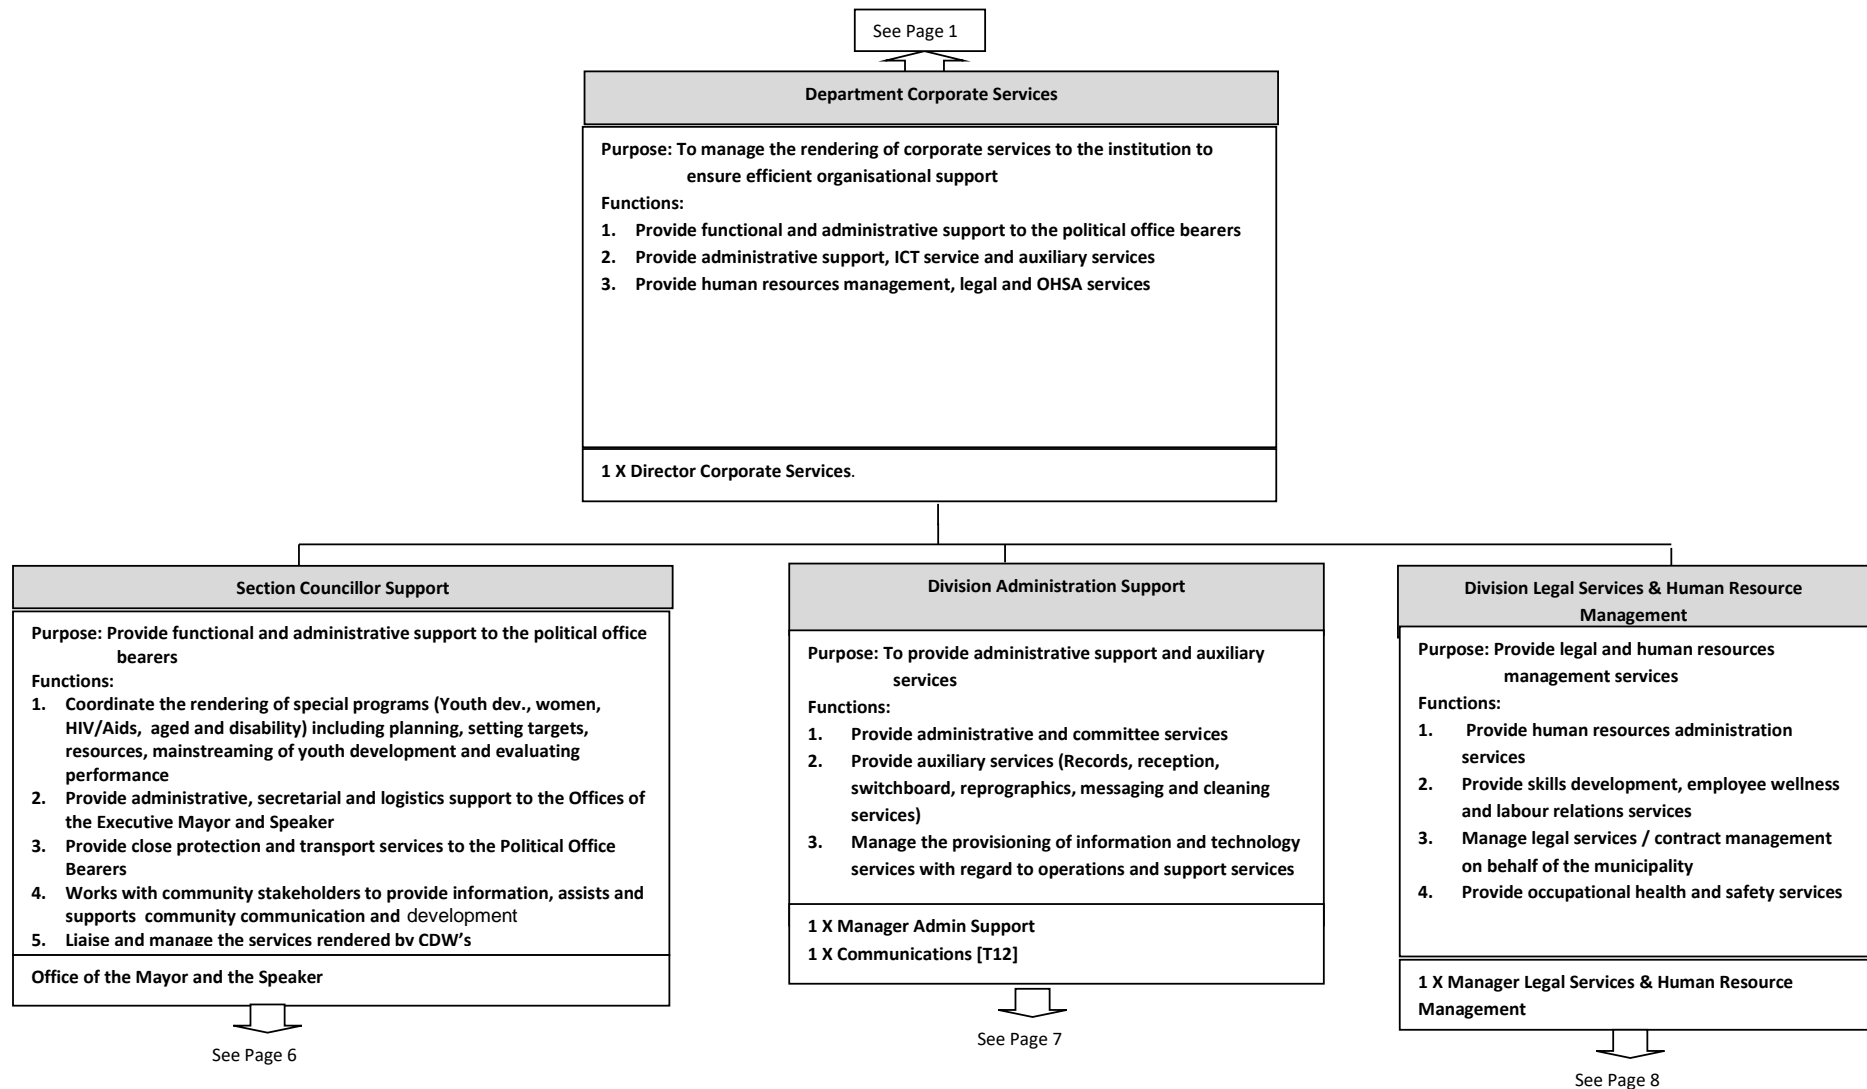 See Page 1
Department Corporate Services
Purpose: To manage the rendering of corporate services to the institution to
ensure efficient organisational support
Functions:
1. Provide functional and administrative support to the political office bearers
2. Provide administrative support, ICT service and auxiliary services
3. Provide human resources management, legal and OHSA services
1 X Director Corporate Services.
Section Councillor Support
Purpose: Provide functional and administrative support to the political office
bearers
Functions:
1. Coordinate the rendering of special programs (Youth dev., women,
HIV/Aids, aged and disability) including planning, setting targets,
resources, mainstreaming of youth development and evaluating
performance
2. Provide administrative, secretarial and logistics support to the Offices of
the Executive Mayor and Speaker
3. Provide close protection and transport services to the Political Office
Bearers
4. Works with community stakeholders to provide information, assists and
supports community communication and development
5. Liaise and manage the services rendered by CDW's
Office of the Mayor and the Speaker
See Page 6
Division Administration Support
Purpose: To provide administrative support and auxiliary
services
Functions:
1. Provide administrative and committee services
2. Provide auxiliary services (Records, reception,
switchboard, reprographics, messaging and cleaning
services)
3. Manage the provisioning of information and technology
services with regard to operations and support services
1 X Manager Admin Support
1 X Communications [T12]
See Page 7
Division Legal Services & Human Resource
Management
Purpose: Provide legal and human resources
management services
Functions:
1. Provide human resources administration
services
2. Provide skills development, employee wellness
and labour relations services
3. Manage legal services / contract management
on behalf of the municipality
4. Provide occupational health and safety services
1 X Manager Legal Services & Human Resource
Management
See Page 8